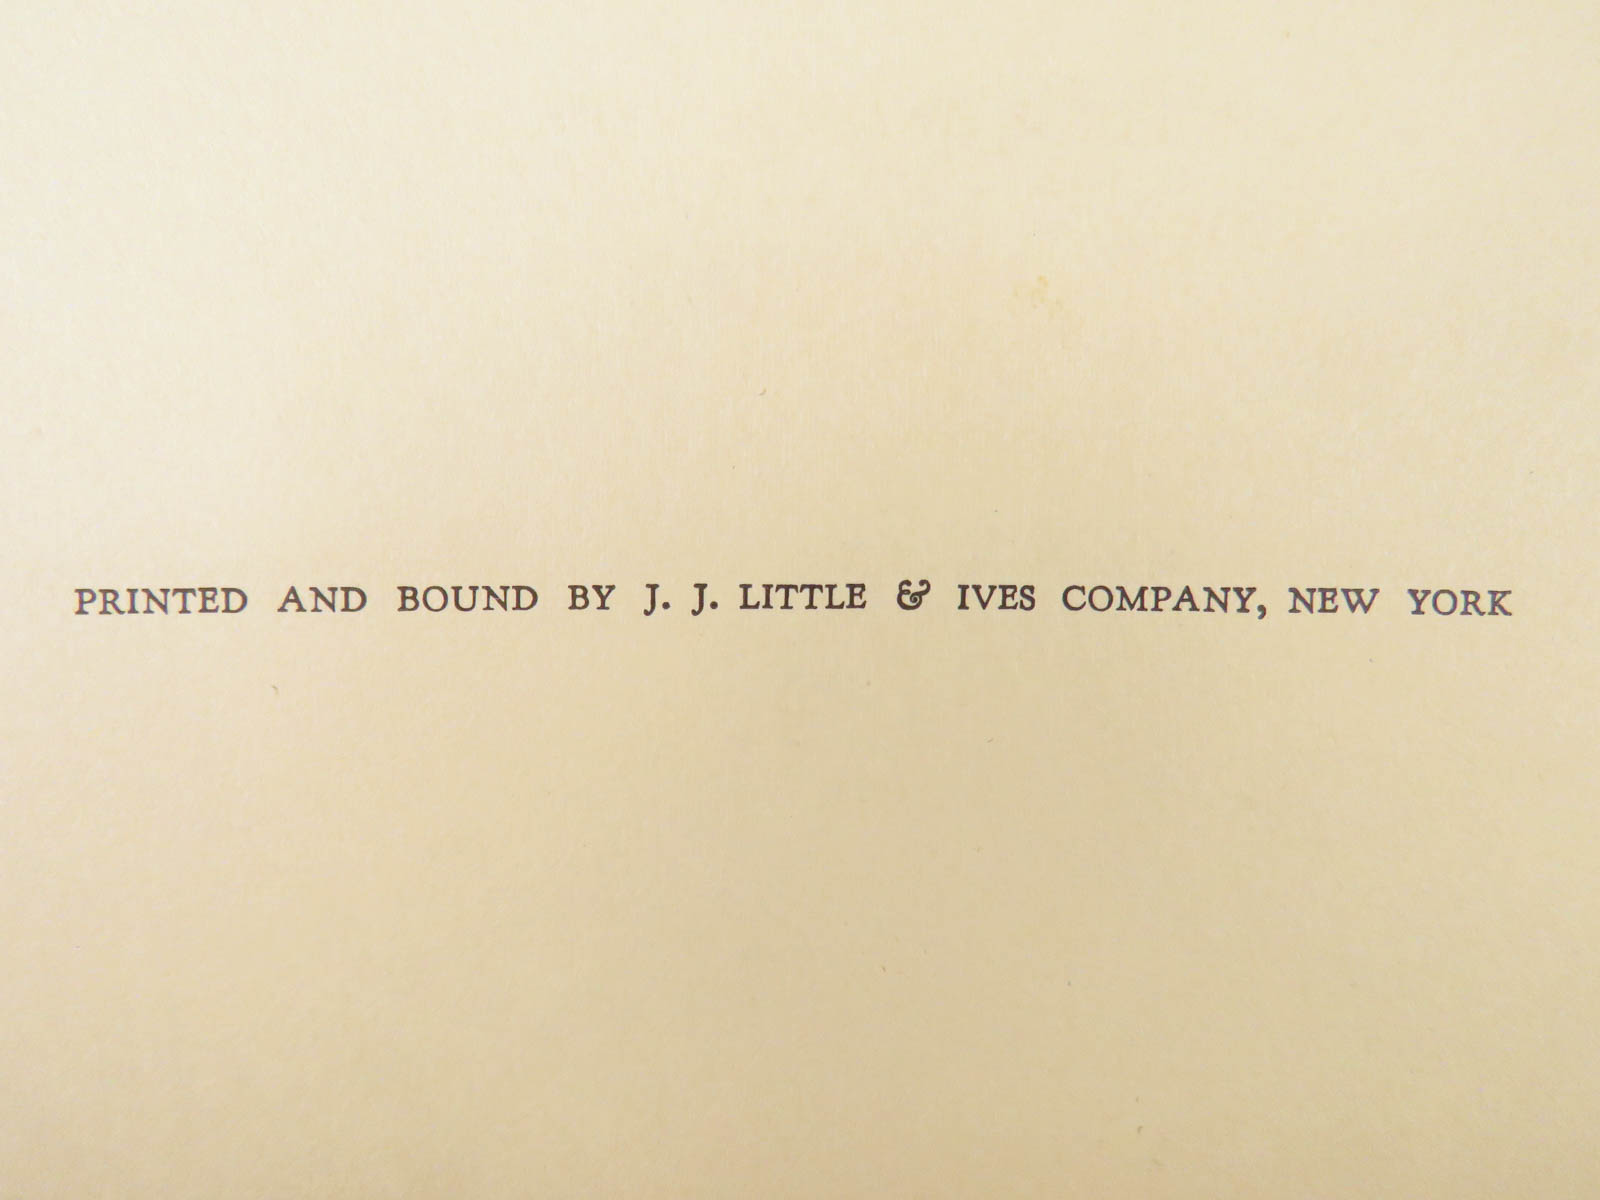 PRINTED AND BOUND BY J. J. LITTLE & IVES COMPANY, NEW YORK